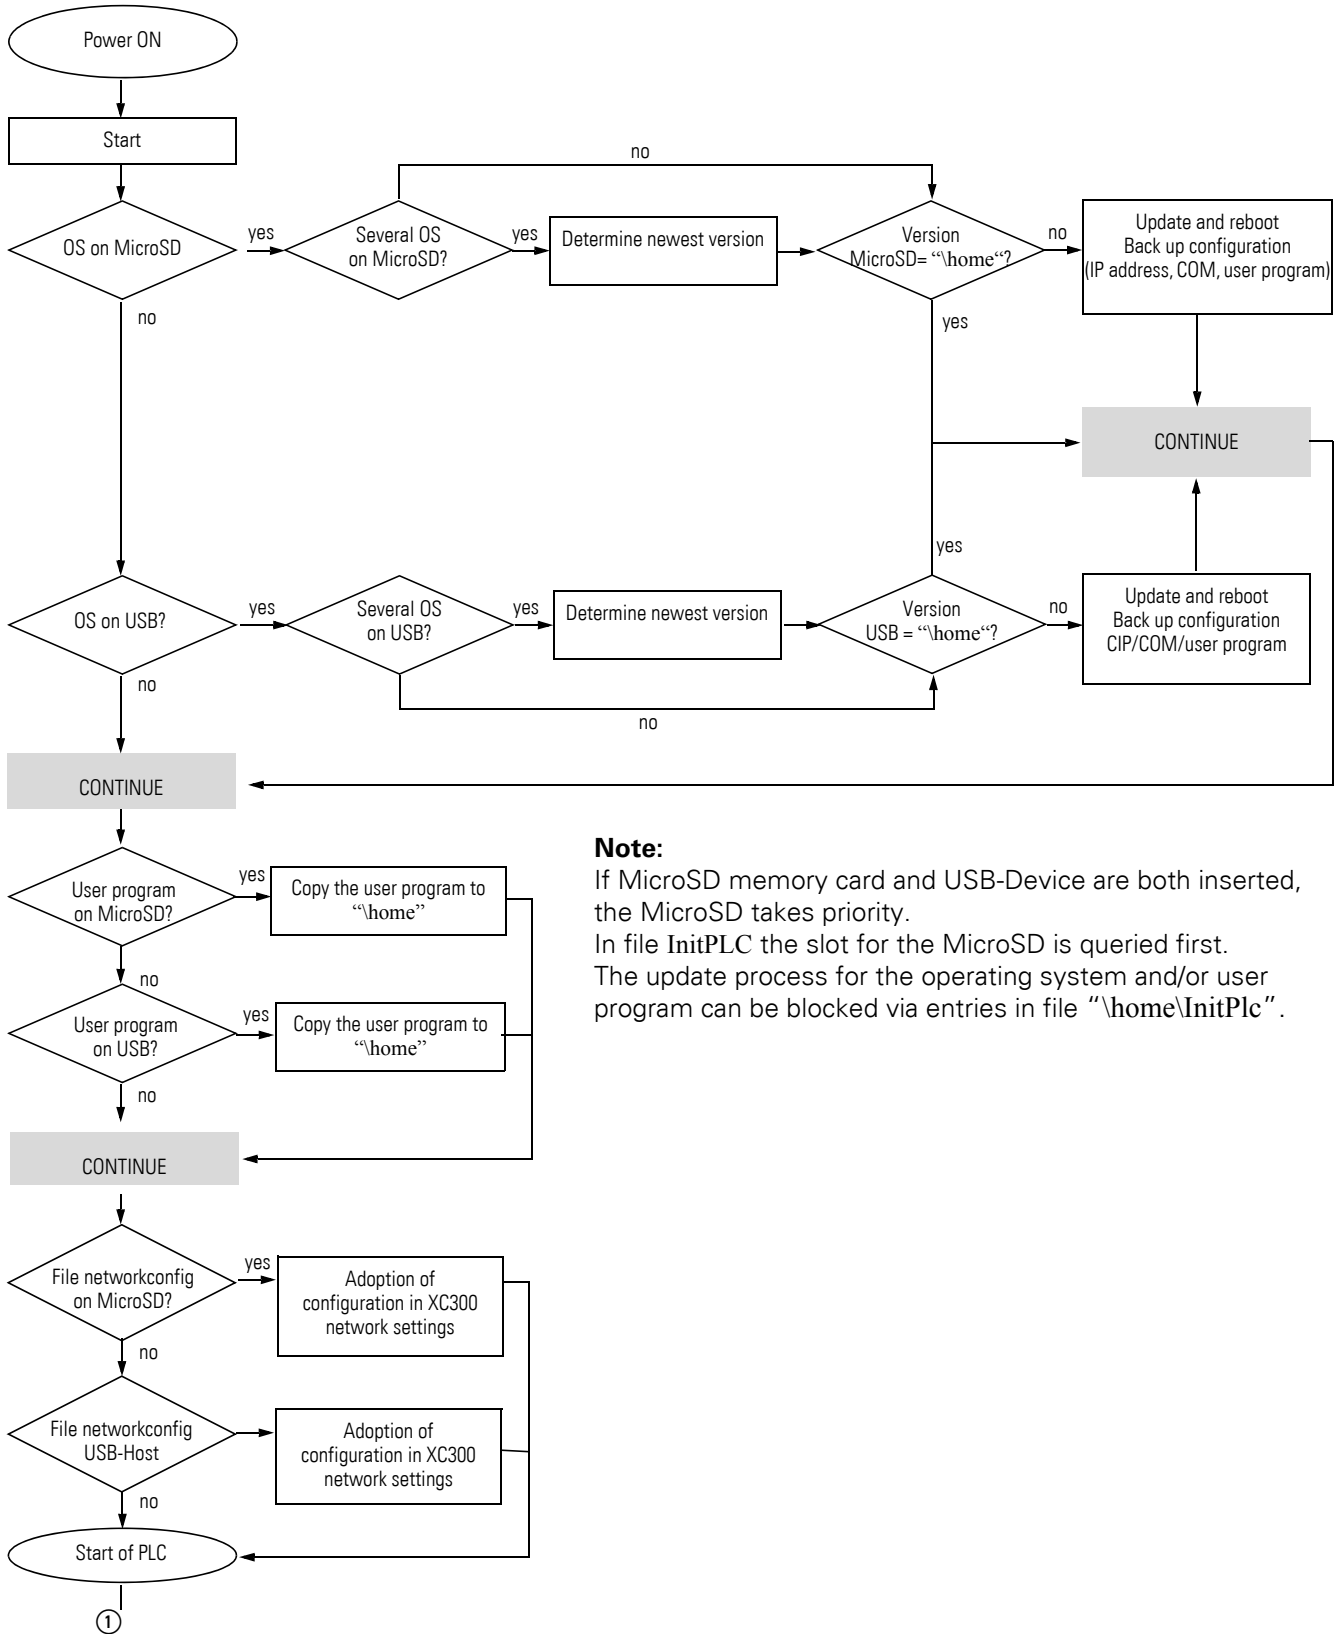 Power ON
Start
no
OS on MicroSD
yes
Several OS
on MicroSD?
yes
Determine newest version
Version
MicroSD= “\home“?
no
Update and reboot
Back up configuration
(IP address, COM, user program)
no
yes
CONTINUE
yes
OS on USB?
yes
Several OS
on USB?
yes
Determine newest version
Version
USB = “\home“?
no
Update and reboot
Back up configuration
CIP/COM/user program
no
no
CONTINUE
User program
on MicroSD?
yes
Copy the user program to
“\home”
no
User program
on USB?
yes
Copy the user program to
“\home”
no
Note:
If MicroSD memory card and USB-Device are both inserted,
the MicroSD takes priority.
In file InitPLC the slot for the MicroSD is queried first.
The update process for the operating system and/or user
program can be blocked via entries in file “\home\InitPlc”.
CONTINUE
File networkconfig
on MicroSD?
yes
Adoption of
configuration in XC300
network settings
no
File networkconfig
USB-Host
Adoption of
configuration in XC300
network settings
no
Start of PLC
1